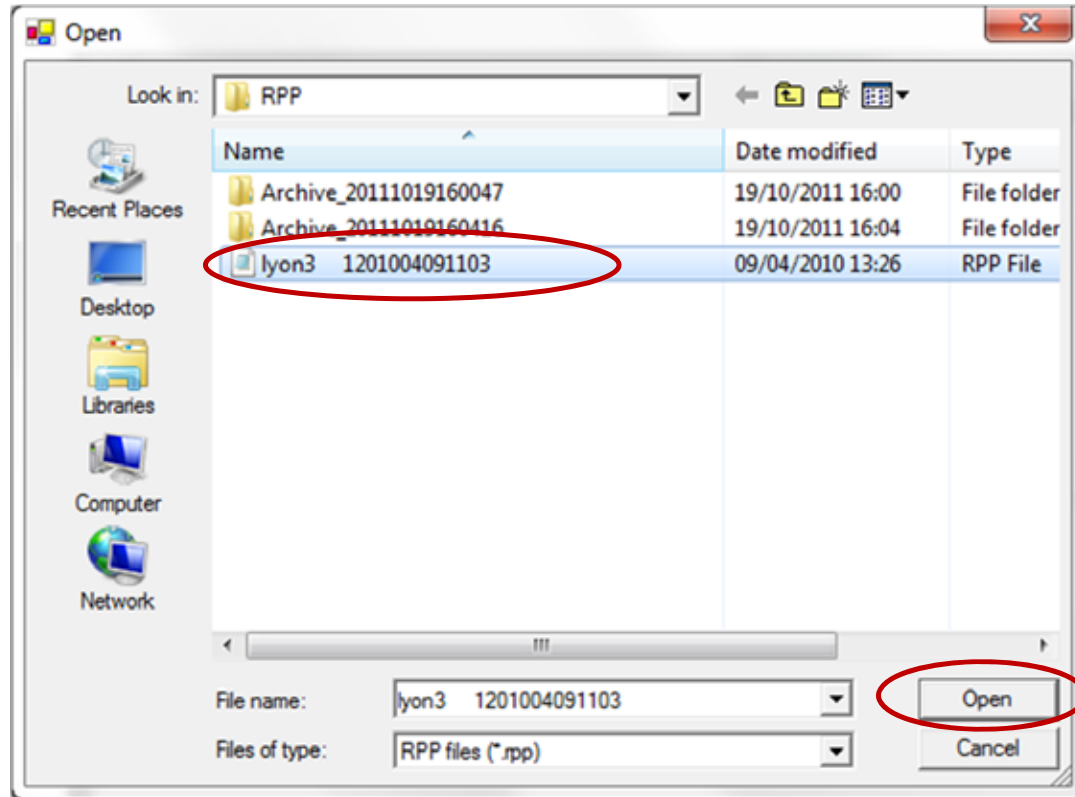 Open
Look in: RPP
Name Date modified Type
Archive_20111019160047 19/10/2011 16:00 File folder
Archive_20111019160416 19/10/2011 16:04 File folder
lyon3 1201004091103 09/04/2010 13:26 RPP File
Recent Places
Desktop
Libraries
Computer
Network
File name: lyon3 1201004091103 Open
Files of type: RPP files (*.rpp) Cancel